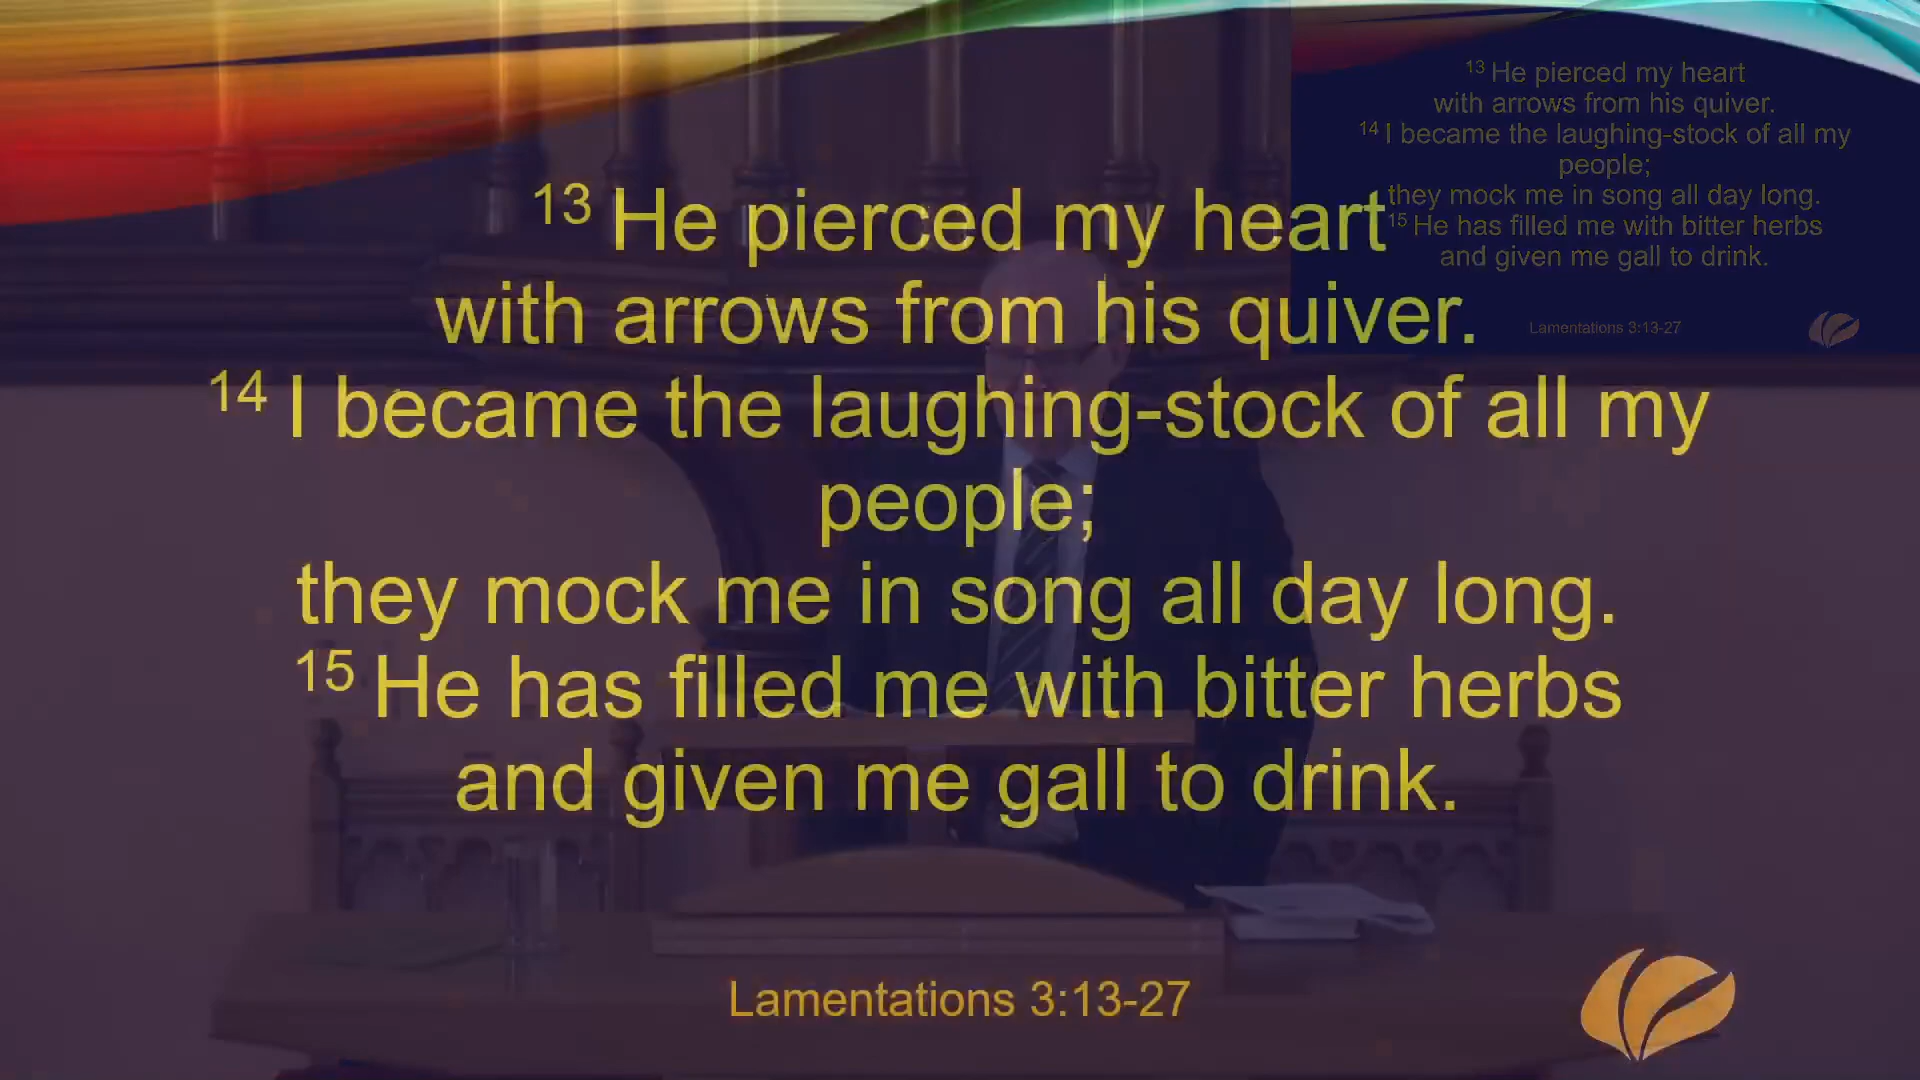 13 He pierced my heart
with arrows from his quiver.
14 I became the laughing-stock of all my
people;
they mock me in song all day long.
15 He has filled me with bitter herbs
and given me gall to drink.
Lamentations 3:13-27
13 He pierced my heart
with arrows from his quiver.
14 I became the laughing-stock of all my
people;
they mock me in song all day long.
15 He has filled me with bitter herbs
and given me gall to drink.
Lamentations 3:13-27